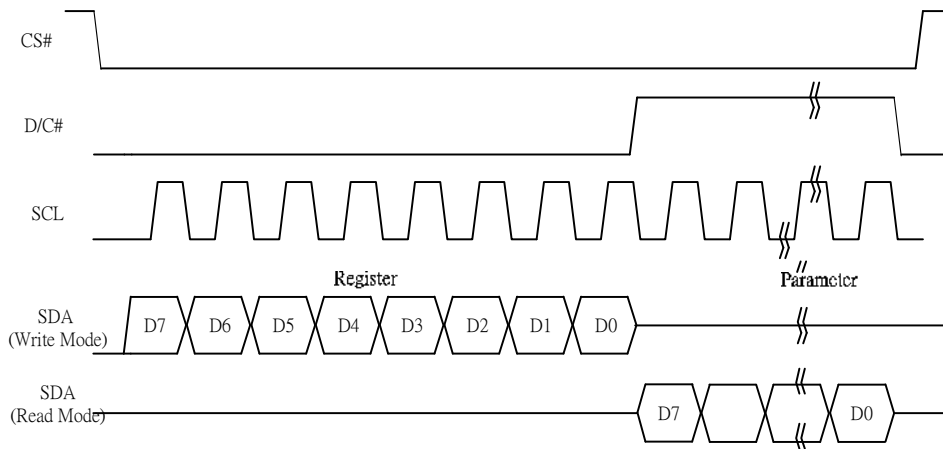 CS#
D/C#
SCL
Register Parameter
SDA
(Write Mode)
D7 D6 D5 D4 D3 D2 D1 D0
SDA
(Read Mode)
D7 D0